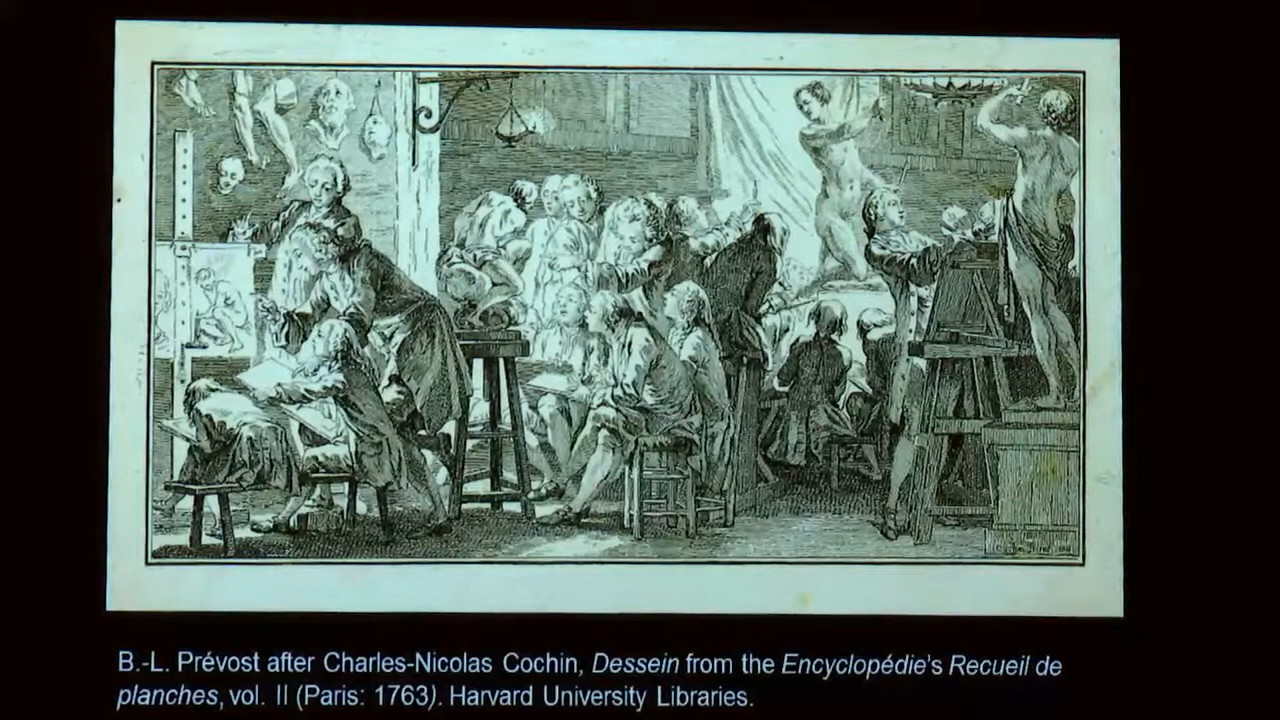 B.-L. Prévost after Charles-Nicolas Cochin, Dessein from the Encyclopédie's Recueil de
planches, vol. II (Paris: 1763). Harvard University Libraries.